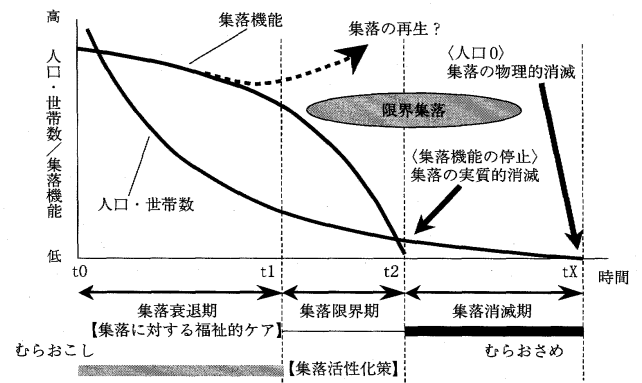 高
人口・世帯数/集落機能
低
集落機能
集落の再生？
〈人口0〉
集落の物理的消滅
限界集落
〈集落機能の停止〉
集落の実質的消滅
人口・世帯数
t0
t1
t2
tX
時間
集落衰退期
集落限界期
集落消滅期
【集落に対する福祉的ケア】
むらおこし
むらおさめ
【集落活性化策】